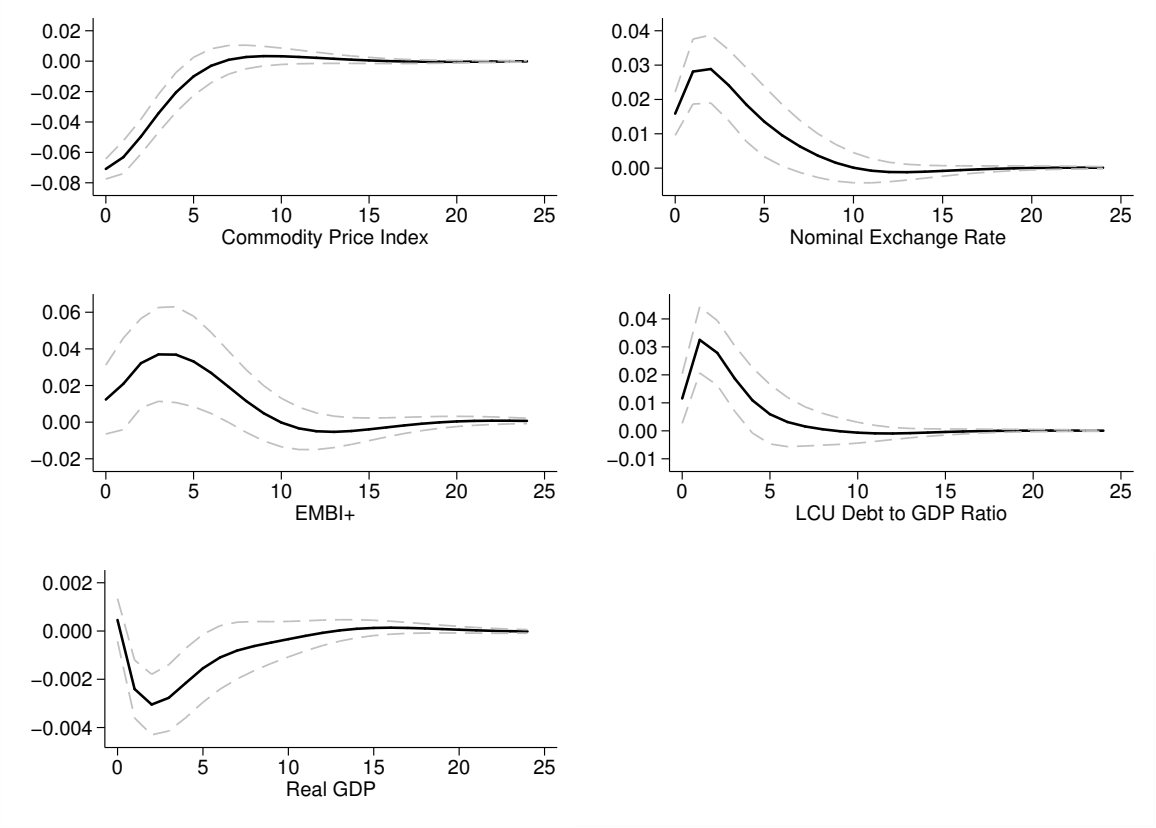 0.02
0.00
−0.02
−0.04
−0.06
−0.08
0 5 10 15 20 25
Commodity Price Index
0.04
0.03
0.02
0.01
0.00
0 5 10 15 20 25
Nominal Exchange Rate
0.06
0.04
0.02
0.00
−0.02
0 5 10 15 20 25
EMBI+
0.04
0.03
0.02
0.01
0.00
−0.01
0 5 10 15 20 25
LCU Debt to GDP Ratio
0.002
0.000
−0.002
−0.004
0 5 10 15 20 25
Real GDP